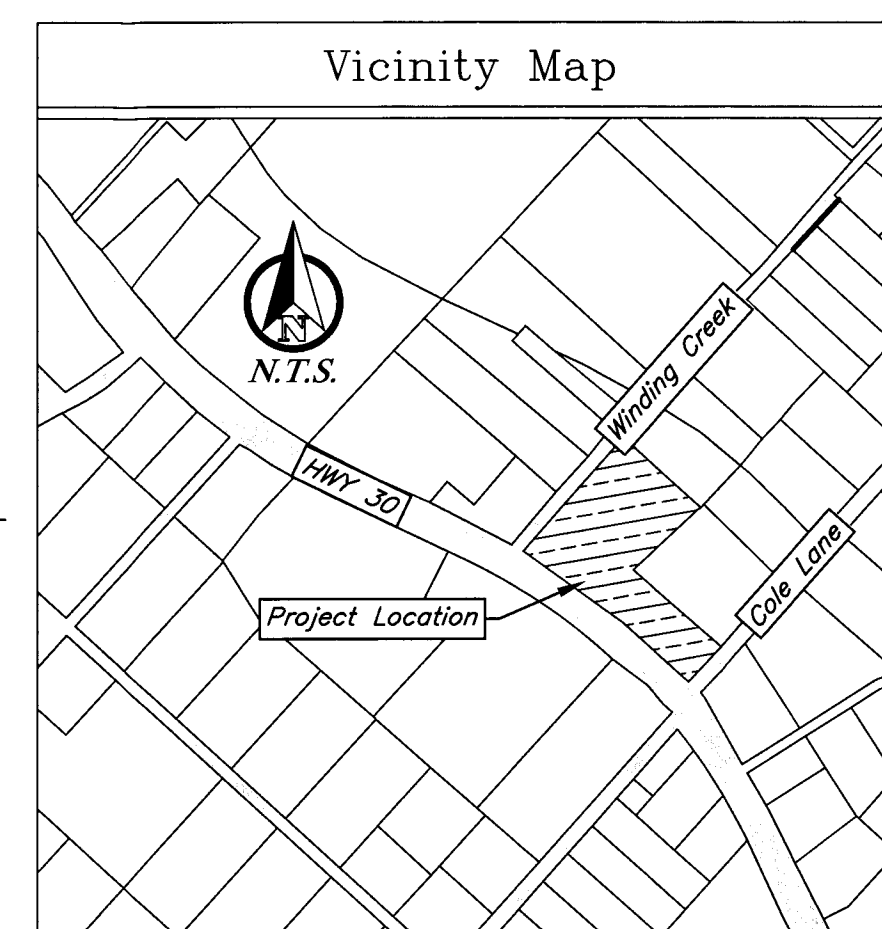 Vicinity Map
N
N.T.S.
Winding Creek
HWY 30
Cole Lane
Project Location